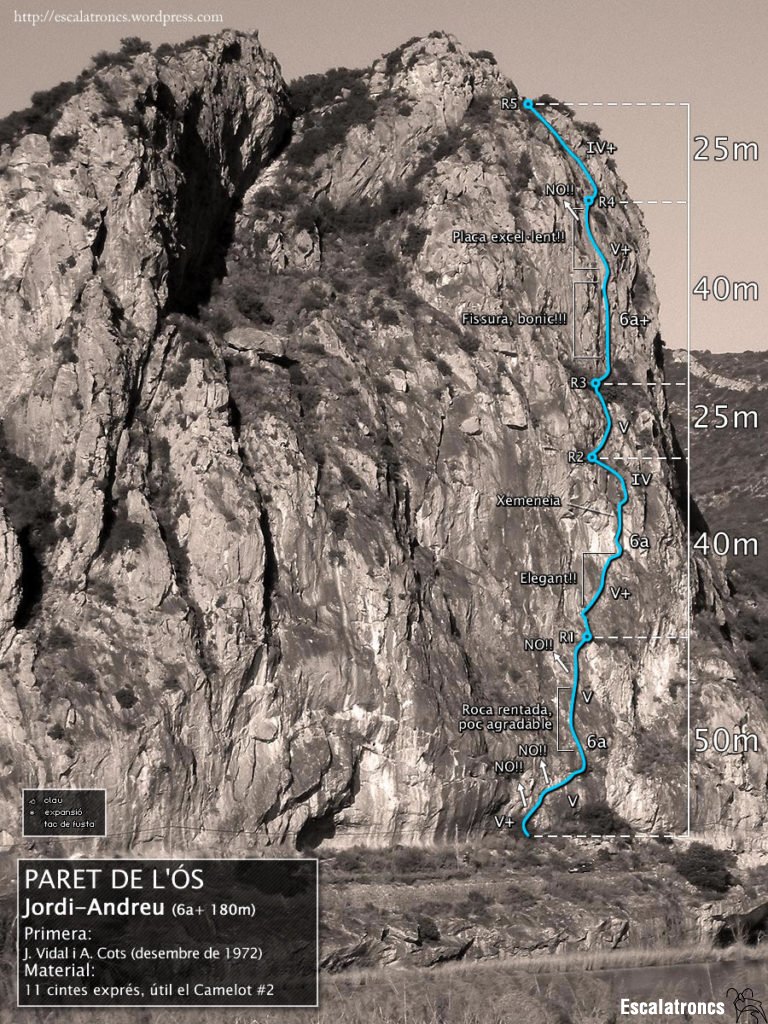 http://escalatroncs.wordpress.com
R5
25m
IV+
NO!!
R4
Plaça excel·lent!!
V+
40m
Fissura, bonic!!!
6a+
R3
25m
V
R2
IV
Xemeneia
6a
40m
Elegant!!
V+
R1
NO!!
V
Roca rentada,
poc agradable
6a
50m
NO!!
NO!!
V
V+
clau
expansió
tac de fusta
PARET DE L'ÓS
Jordi-Andreu (6a+ 180m)
Primera:
J. Vidal i A. Cots (desembre de 1972)
Material:
11 cintes exprés, útil el Camelot #2
Escalatroncs